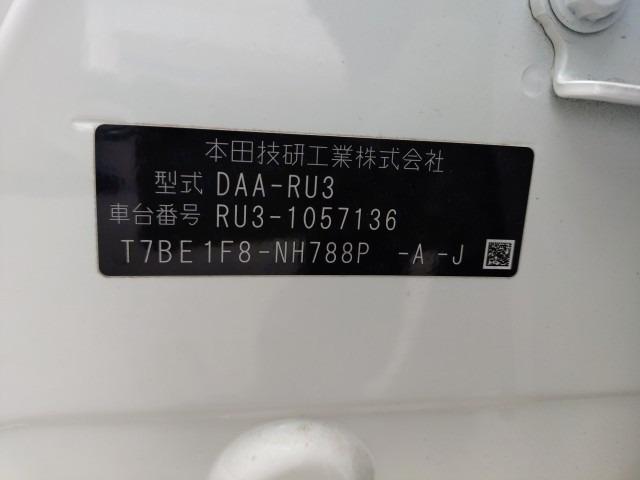 本田技研工業株式会社
型式 DAA-RU3
車台番号 RU3-1057136
T7BE1F8-NH788P -A -J